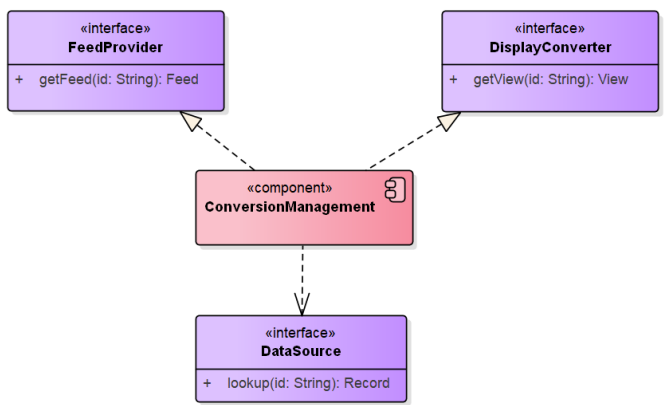 «interface»
FeedProvider
+ getFeed(id: String): Feed
«interface»
DisplayConverter
+ getView(id: String): View
«component»
ConversionManagement
«interface»
DataSource
+ lookup(id: String): Record